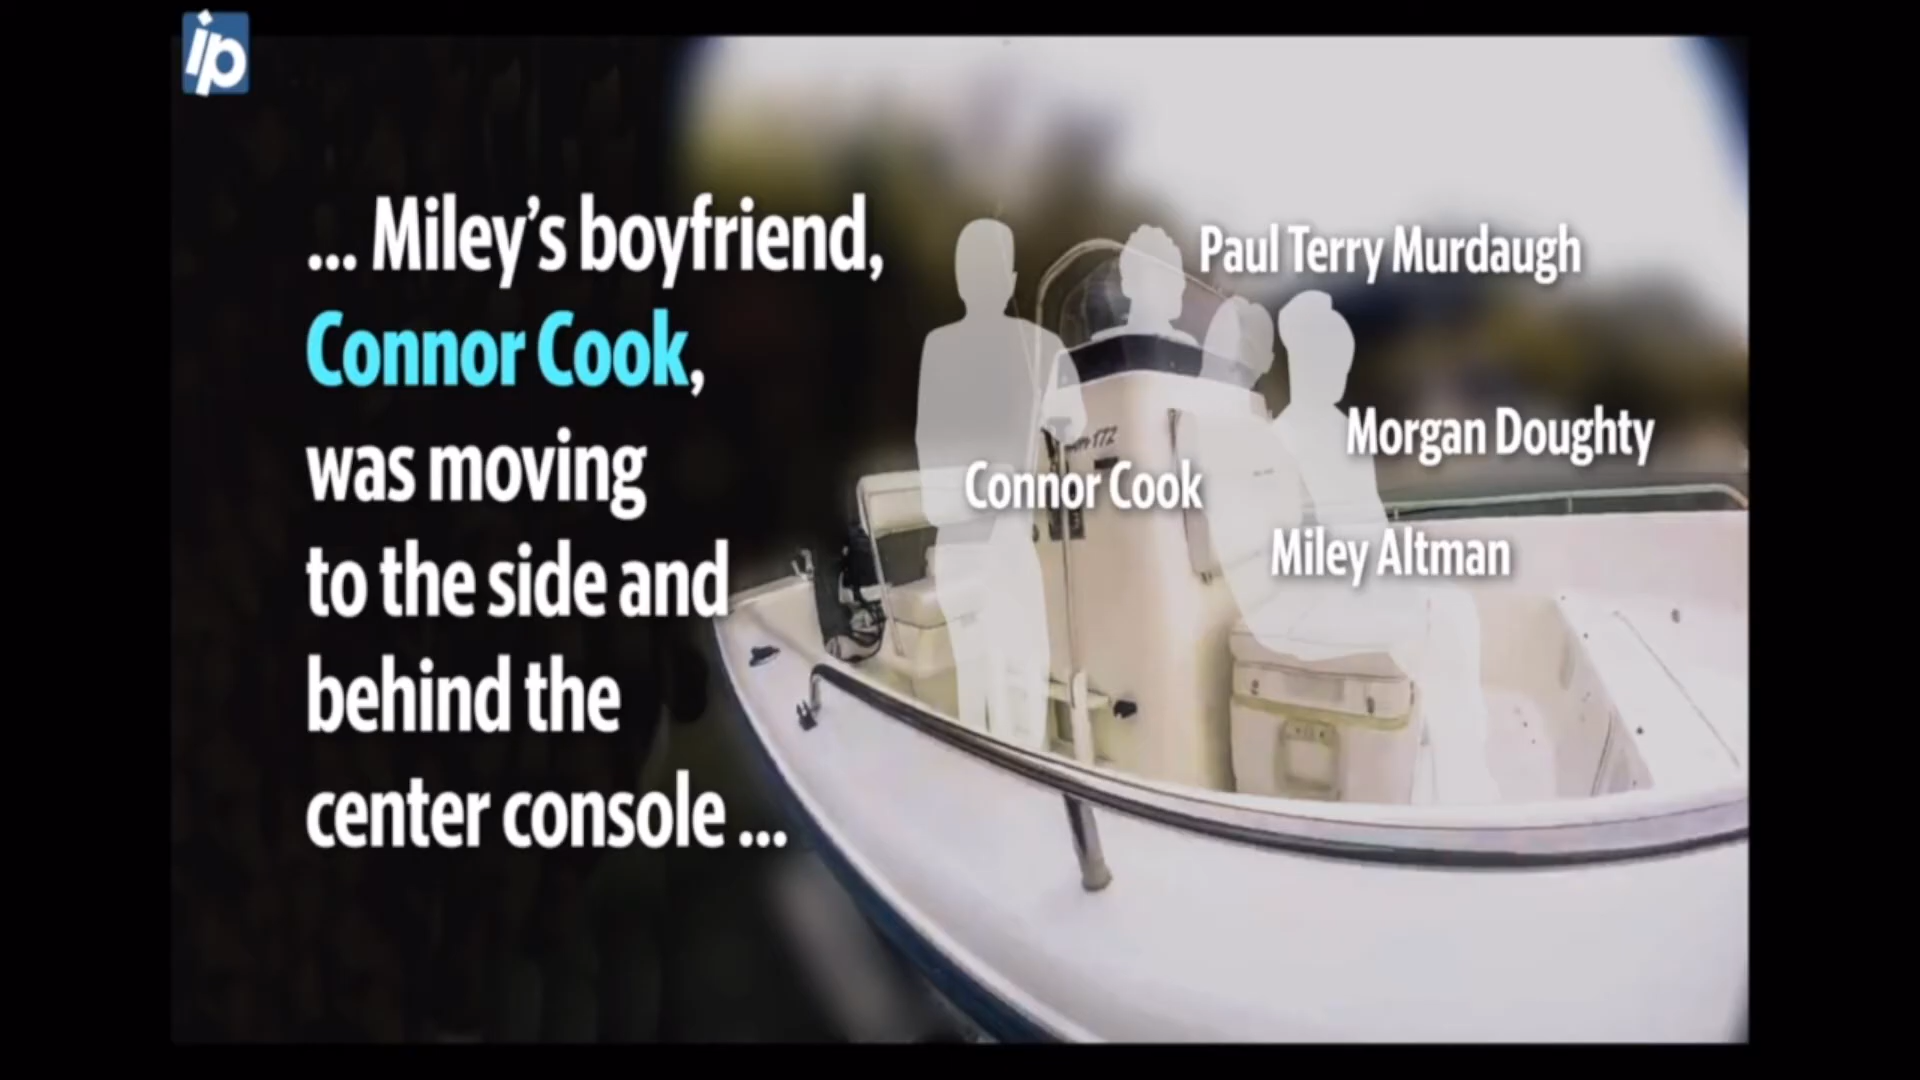 ip
... Miley's boyfriend,
Connor Cook,
was moving
to the side and
behind the
center console ...
Paul Terry Murdaugh
Morgan Doughty
Connor Cook
Miley Altman